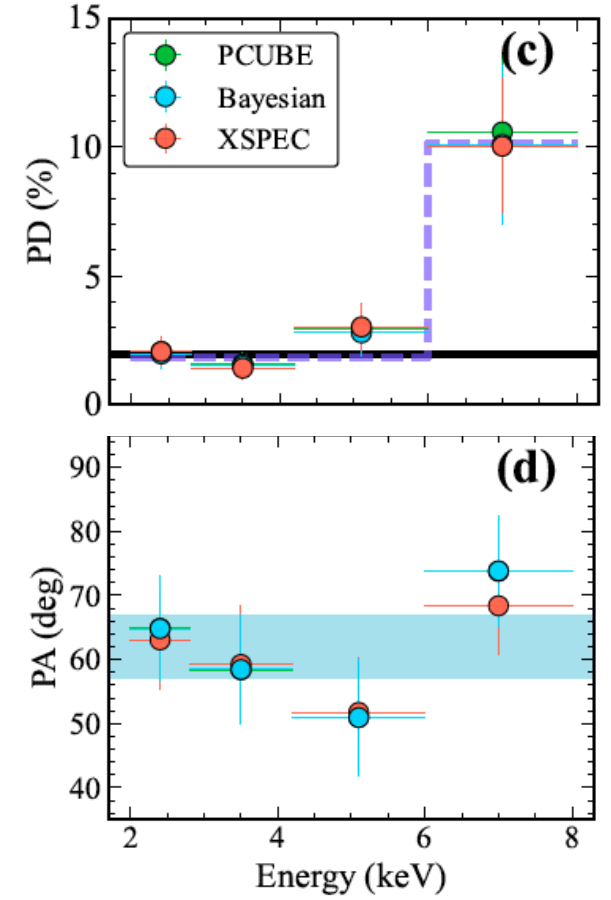 15
(c)
PCUBE
Bayesian
XSPEC
10
PD (%)
5
0
(d)
90
80
70
PA (deg)
60
50
40
2 4 6 8
Energy (keV)